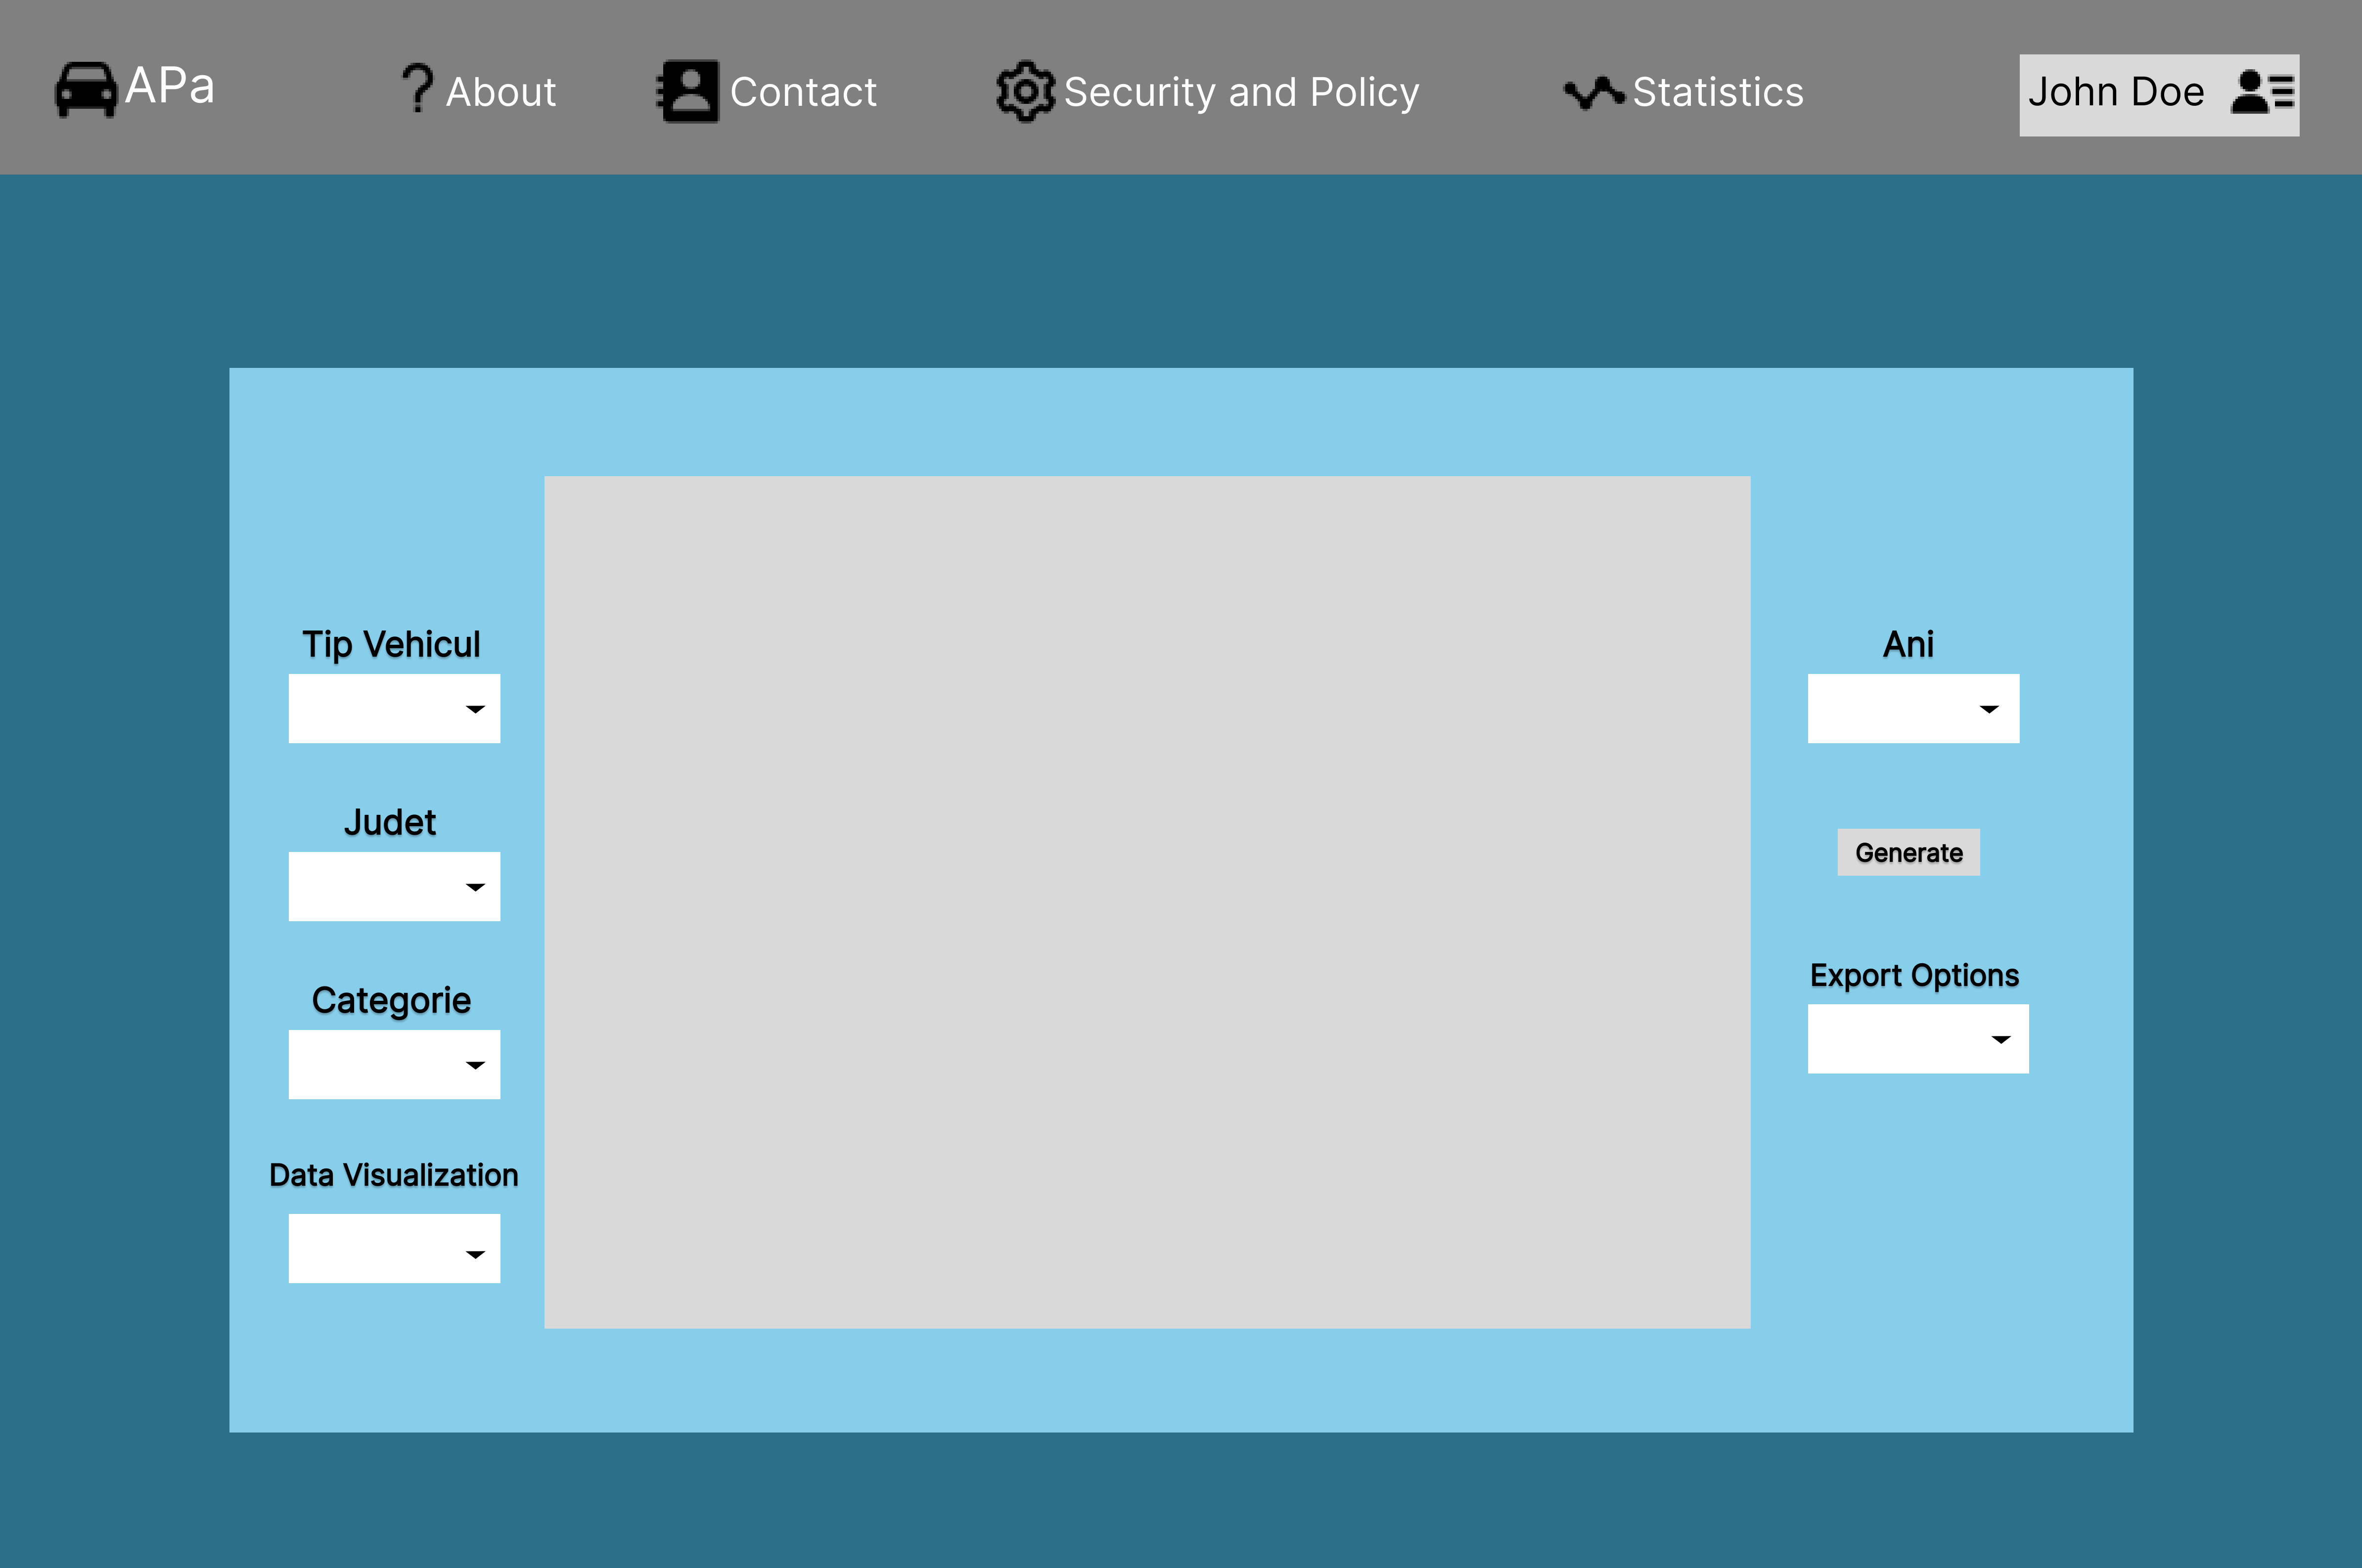 APa
About
Contact
Security and Policy
Statistics
John Doe
Tip Vehicul
Judet
Categorie
Data Visualization
Ani
Generate
Export Options